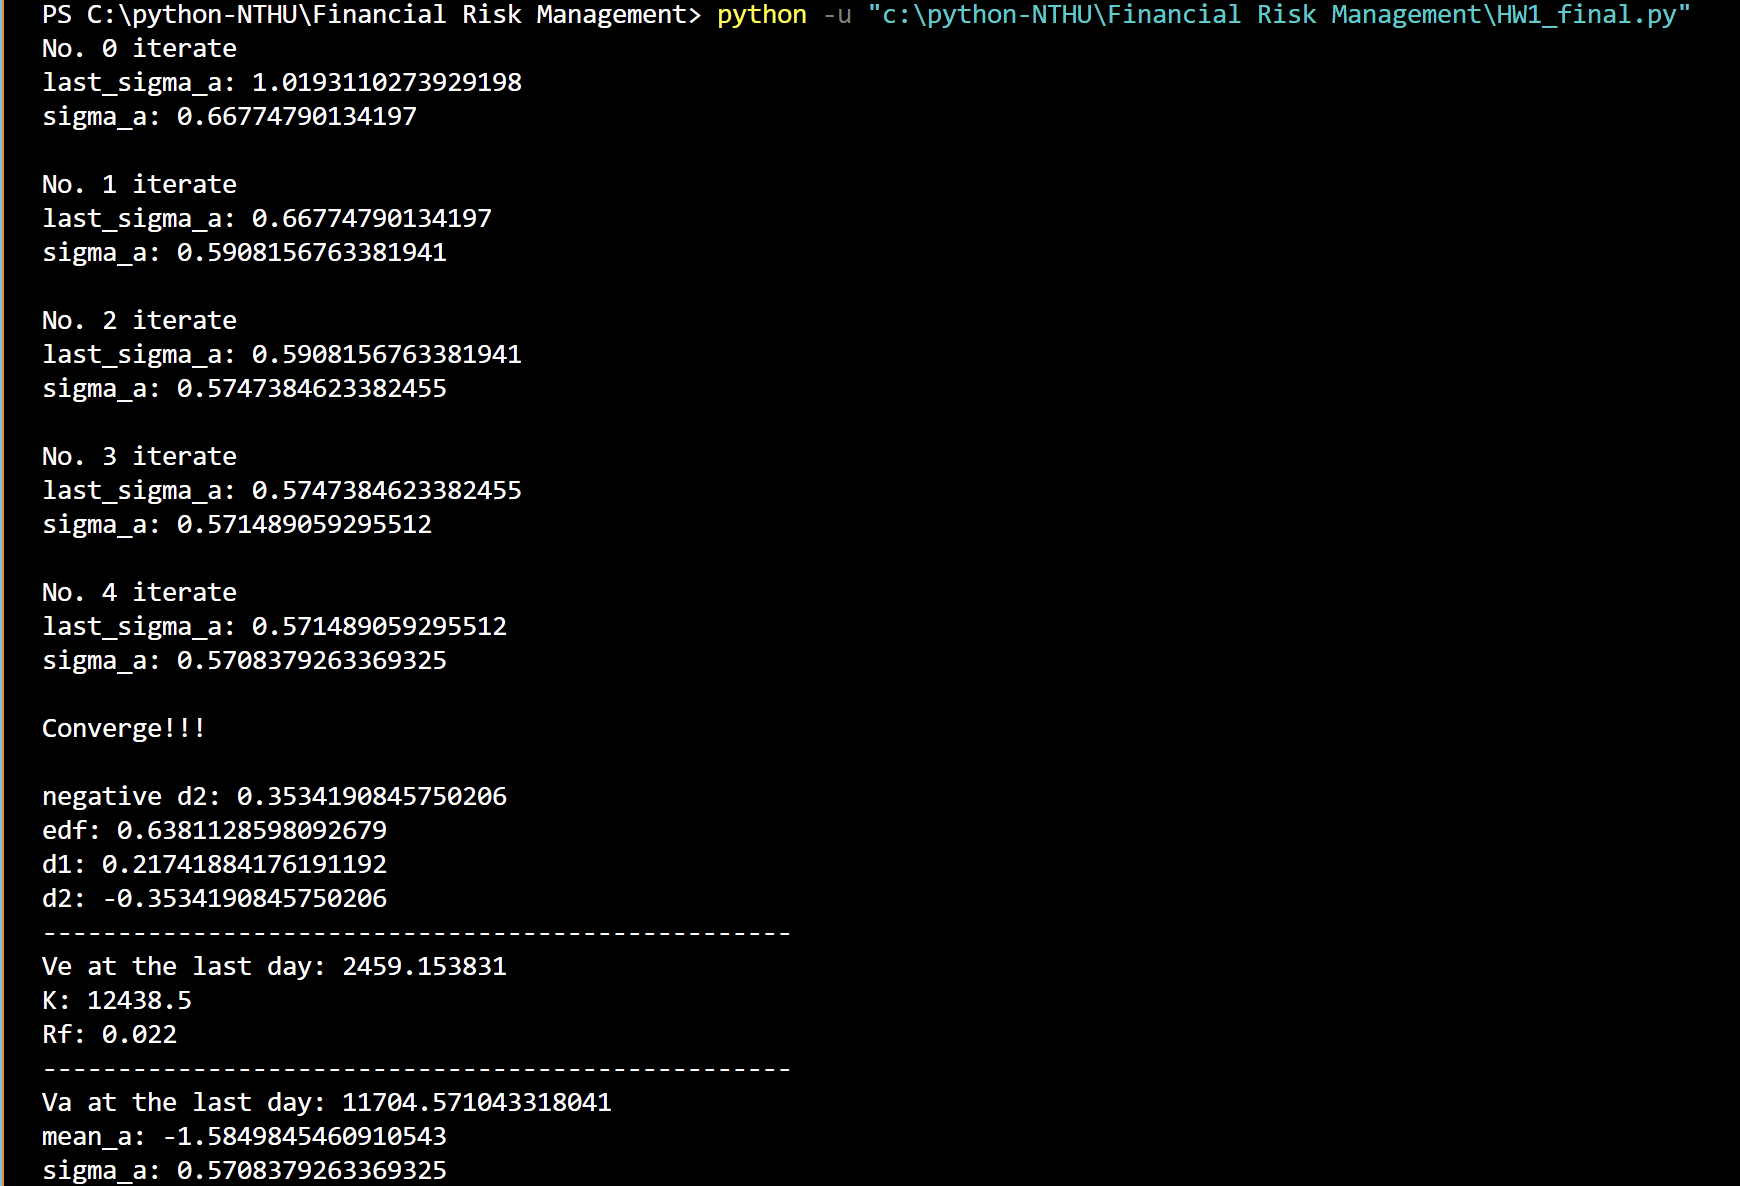 PS C:\python-NTHU\Financial Risk Management> python -u "c:\python-NTHU\Financial Risk Management\HW1_final.py"
No. 0 iterate
last_sigma_a: 1.0193110273929198
sigma_a: 0.66774790134197
No. 1 iterate
last_sigma_a: 0.66774790134197
sigma_a: 0.5908156763381941
No. 2 iterate
last_sigma_a: 0.5908156763381941
sigma_a: 0.5747384623382455
No. 3 iterate
last_sigma_a: 0.5747384623382455
sigma_a: 0.571489059295512
No. 4 iterate
last_sigma_a: 0.571489059295512
sigma_a: 0.5708379263369325
Converge!!!
negative d2: 0.3534190845750206
edf: 0.6381128598092679
d1: 0.21741884176191192
d2: -0.3534190845750206
--------------------------------------------------
Ve at the last day: 2459.153831
K: 12438.5
Rf: 0.022
--------------------------------------------------
Va at the last day: 11704.571043318041
mean_a: -1.5849845460910543
sigma_a: 0.5708379263369325